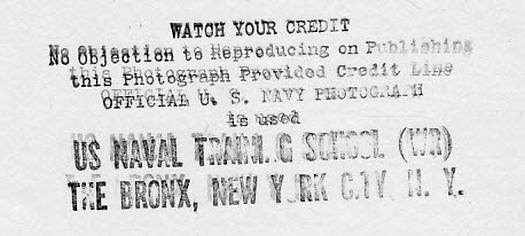 WATCH YOUR CREDIT
No Objection to Reproducing on Publishing
this Photograph Provided Credit Line
OFFICIAL U. S. NAVY PHOTOGRAPH
is used
US NAVAL TRAINING SCHOOL (WR)
THE BRONX, NEW YORK CITY N. Y.